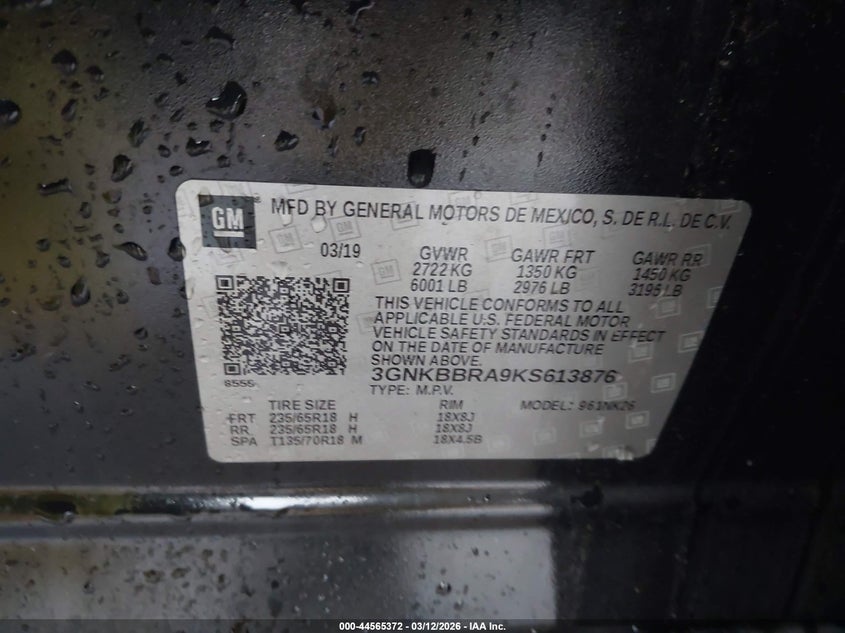 GM ® MFD BY GENERAL MOTORS DE MEXICO, S. DE R.L. DE C.V.
03/19 GVWR GAWR FRT GAWR RR
2722 KG 1350 KG 1450 KG
6001 LB 2976 LB 3195 LB
THIS VEHICLE CONFORMS TO ALL
APPLICABLE U.S. FEDERAL MOTOR
VEHICLE SAFETY STANDARDS IN EFFECT
ON THE DATE OF MANUFACTURE
SHOWN ABOVE.
8555 3GNKBBRA9KS613876
TYPE: M.P.V. MODEL: 961NK26
TIRE SIZE RIM
FRT 235/65R18 H 18X8J
RR 235/65R18 H 18X8J
SPA T135/70R18 M 18X4.5B
000-44565372 - 03/12/2026 - IAA Inc.